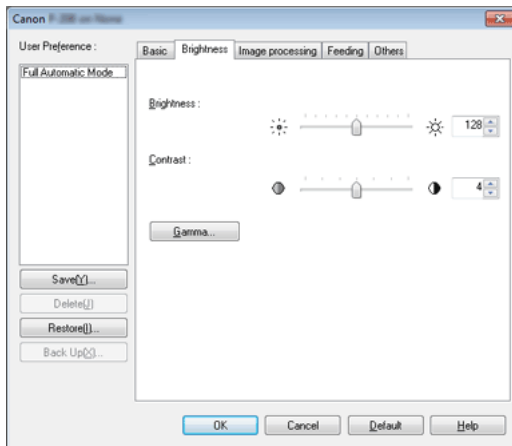 Canon
User Preference :
Full Automatic Mode
Save(Y)...
Delete(J)
Restore(I)...
Back Up(X)...
Basic Brightness Image processing Feeding Others
Brightness :
128
Contrast :
4
Gamma...
OK Cancel Default Help